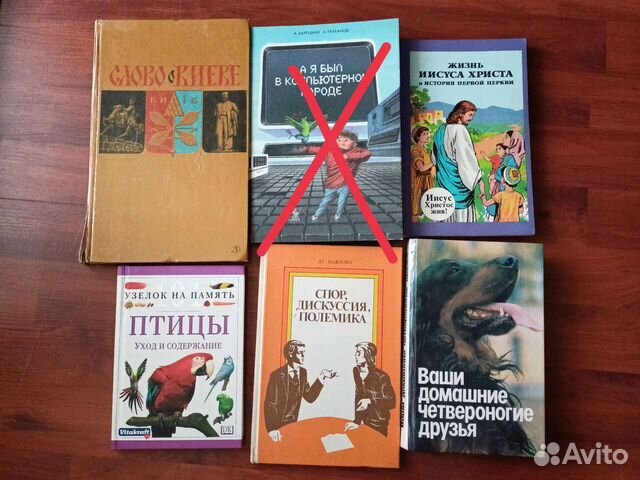 СЛОВО о КИЕВЕ
КИЇВ
А. ЗАРЕЦКИЙ А. ТРУХАНОВ
А Я БЫЛ
В КОМПЬЮТЕРНОМ
ГОРОДЕ
ЖИЗНЬ
ИИСУСА ХРИСТА
и ИСТОРИЯ ПЕРВОЙ ЦЕРКВИ
Иисус
Христос
жив!
УЗЕЛОК НА ПАМЯТЬ
ПТИЦЫ
УХОД И СОДЕРЖАНИЕ
Vitakraft
DK
Л.Г. ПАВЛОВА
СПОР,
ДИСКУССИЯ,
ПОЛЕМИКА
Ваши
домашние
четвероногие
друзья
Avito